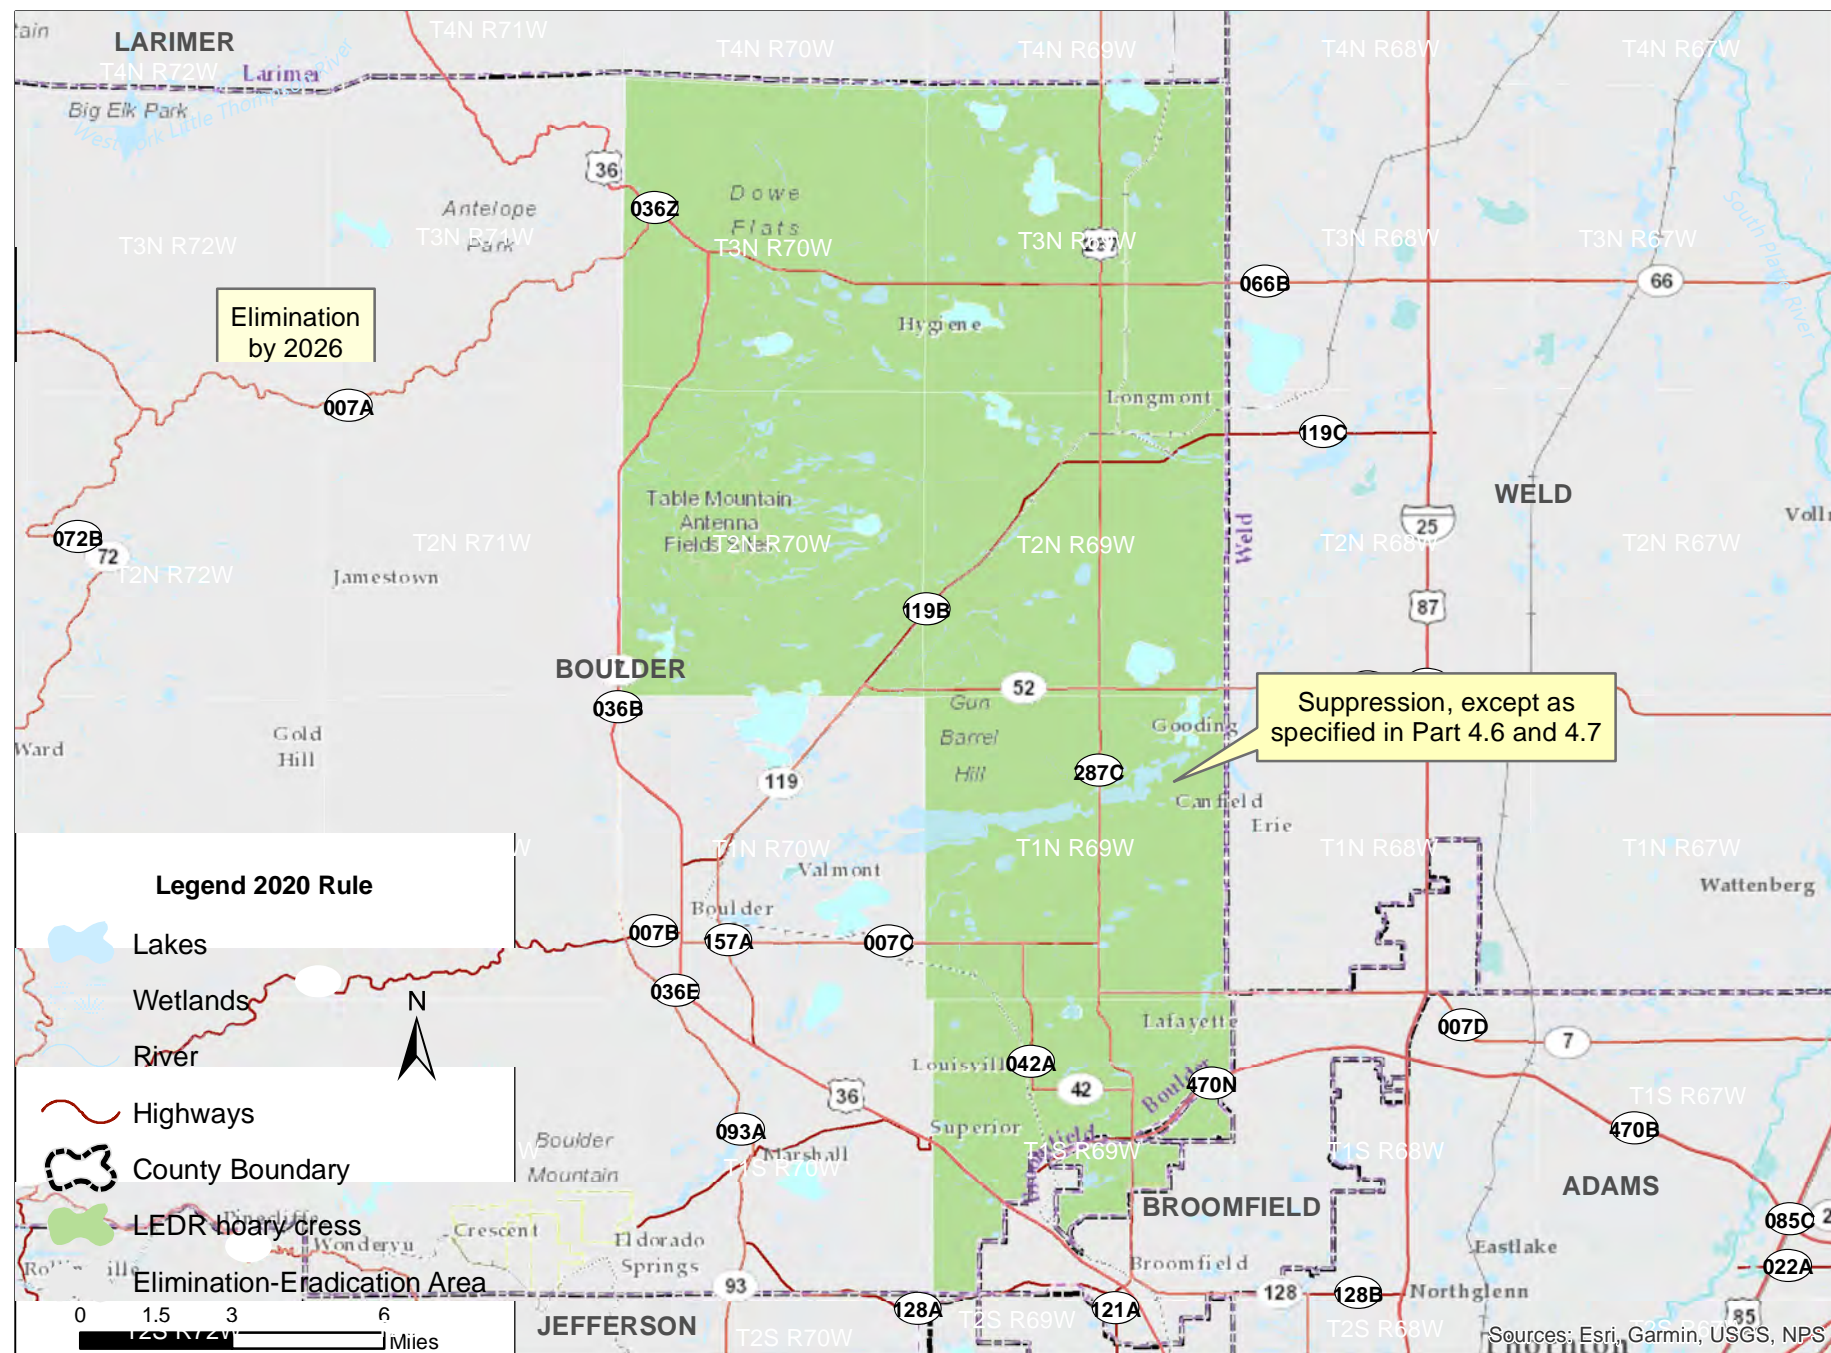 LARIMER
Larimer
T4N R72W
T4N R71W
T4N R70W
T4N R69W
T4N R68W
T4N R67W
Big Elk Park
36
036Z
Antelope
Park
Dowe
Flats
T3N R72W
T3N R71W
T3N R70W
T3N R68W
T3N R67W
South Platte River
066B
66
Elimination
by 2026
Hygiene
007A
Longmont
119C
WELD
Weld
25
Table Mountain
Antenna
072B
72
T2N R72W
T2N R71W
T2N R70W
T2N R69W
T2N R68W
T2N R67W
Jamestown
119B
87
BOULDER
036B
52
Suppression, except as
specified in Part 4.6 and 4.7
Gun
Barrel
Hill
Gooding
Ward
Gold
Hill
119
287C
Canfield
Erie
T1N R70W
T1N R69W
T1N R68W
T1N R67W
Valmont
Wattenberg
Boulder
007B
157A
007C
036E
Lafayette
007D
7
Louisville
042A
42
Boulder
470N
36
T1S R67W
470B
093A
Superior
Boulder
Mountain
Marshall
T1S R70W
T1S R69W
T1S R68W
BROOMFIELD
ADAMS
085C
Broomfield
Eastlake
022A
Crescent
Eldorado
Springs
Pinecliffe
Wonderyu
93
128A
121A
128
128B
Northglenn
85
JEFFERSON
T2S R72W
T2S R70W
T2S R69W
T2S R68W
Thornton
Legend 2020 Rule
Lakes
Wetlands
River
Highways
County Boundary
LEDR hoary cress
Elimination-Eradication Area
N
0 1.5 3 6
Miles
Sources: Esri, Garmin, USGS, NPS